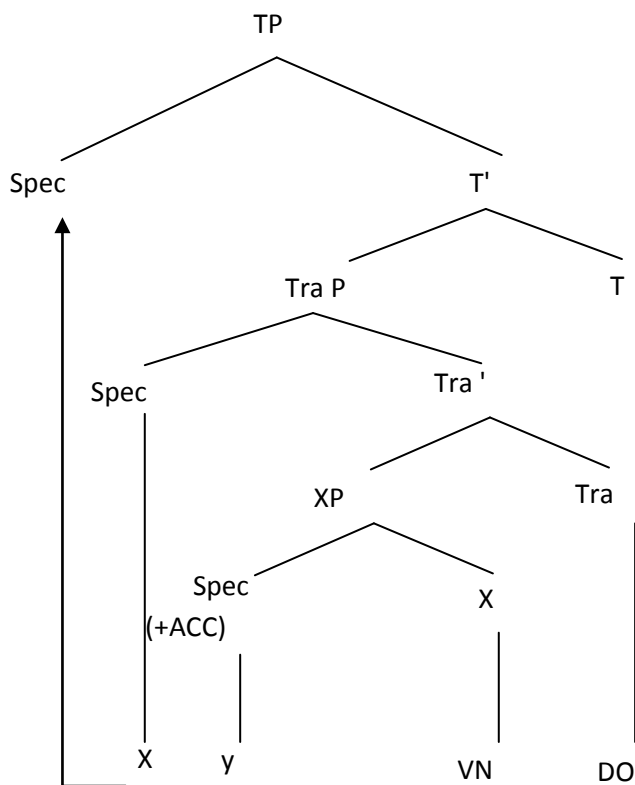 TP
Spec T'
Tra P T
Spec Tra '
XP Tra
Spec X
(+ACC)
X y VN DO